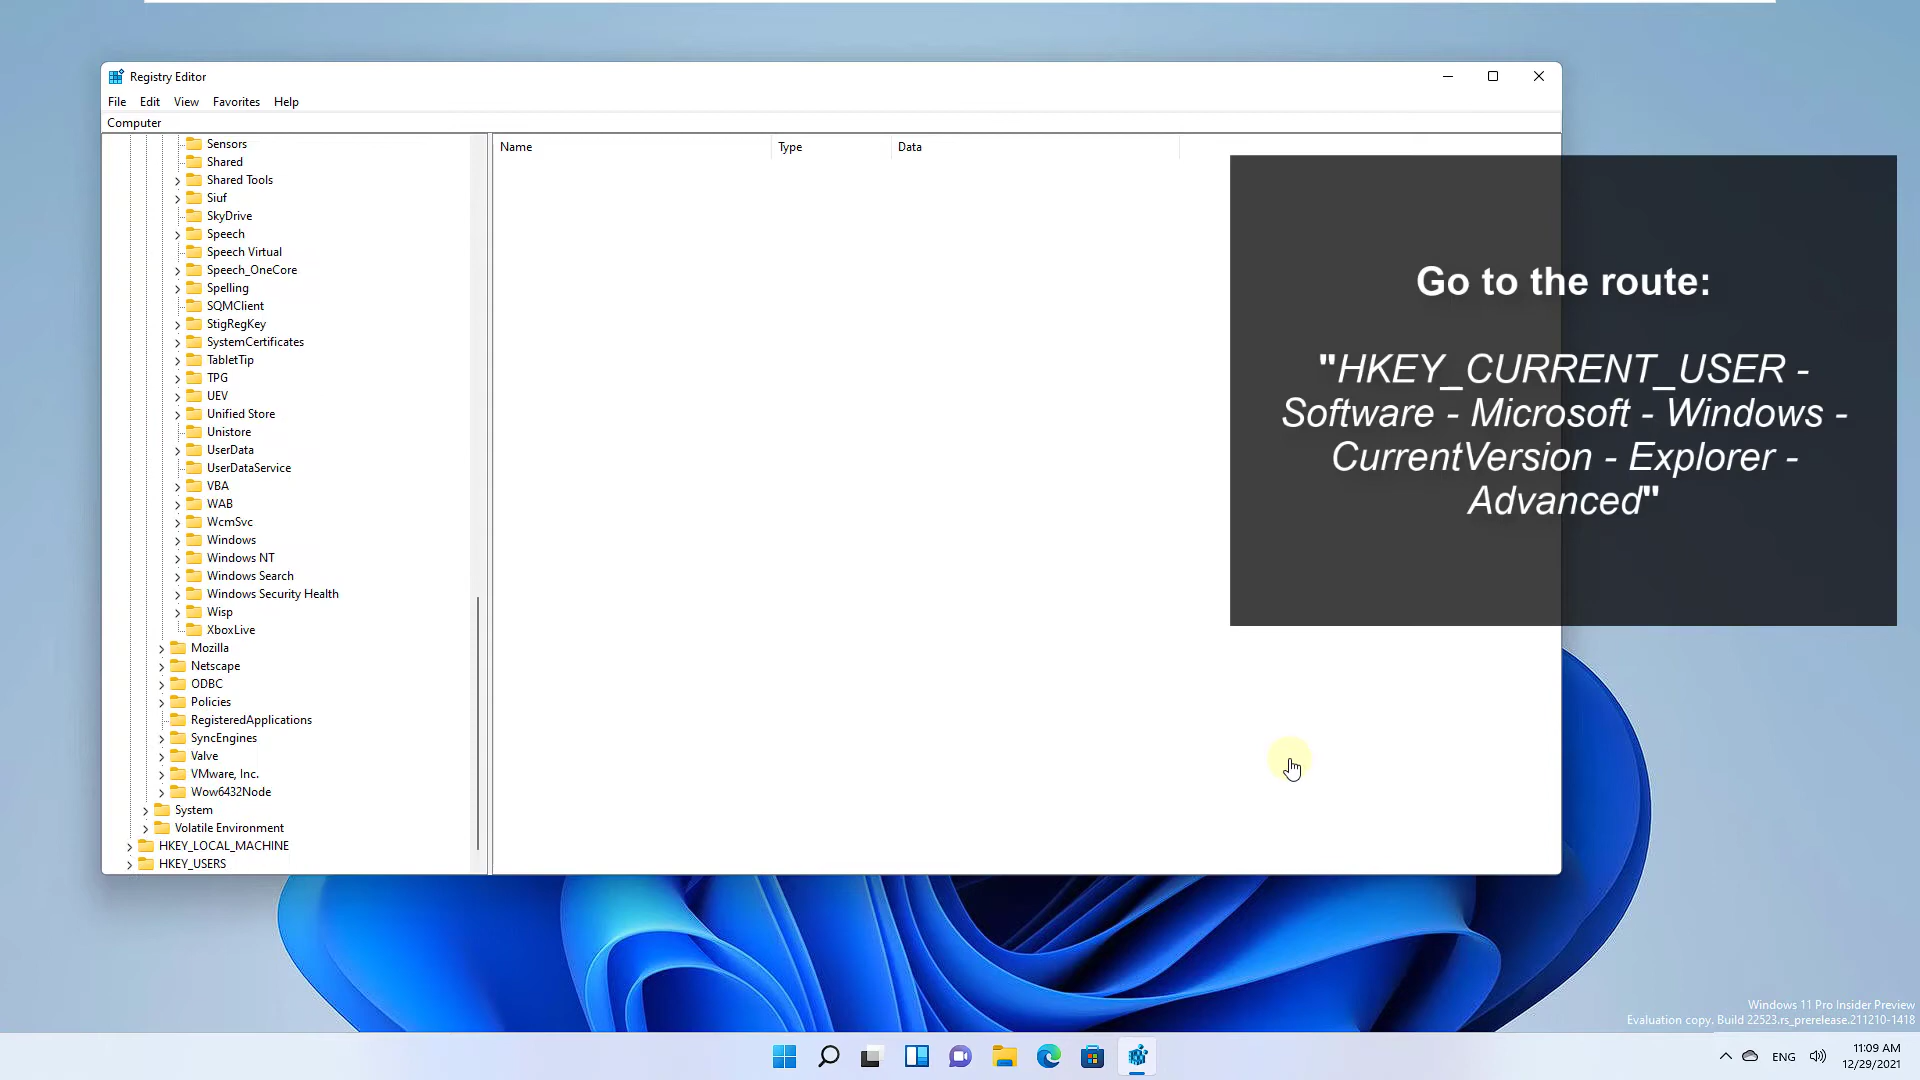 Registry Editor
File Edit View Favorites Help
Computer
Sensors
Shared
Shared Tools
Siuf
SkyDrive
Speech
Speech Virtual
Speech_OneCore
Spelling
SQMClient
StigRegKey
SystemCertificates
TabletTip
TPG
UEV
Unified Store
Unistore
UserData
UserDataService
VBA
WAB
WcmSvc
Windows
Windows NT
Windows Search
Windows Security Health
Wisp
XboxLive
Mozilla
Netscape
ODBC
Policies
RegisteredApplications
SyncEngines
Valve
VMware, Inc.
Wow6432Node
System
Volatile Environment
HKEY_LOCAL_MACHINE
HKEY_USERS
Name Type Data
Go to the route:
"HKEY_CURRENT_USER -
Software - Microsoft - Windows -
CurrentVersion - Explorer -
Advanced"
Windows 11 Pro Insider Preview
Evaluation copy. Build 22523.rs_prerelease.211210-1418
ENG
11:09 AM
12/29/2021